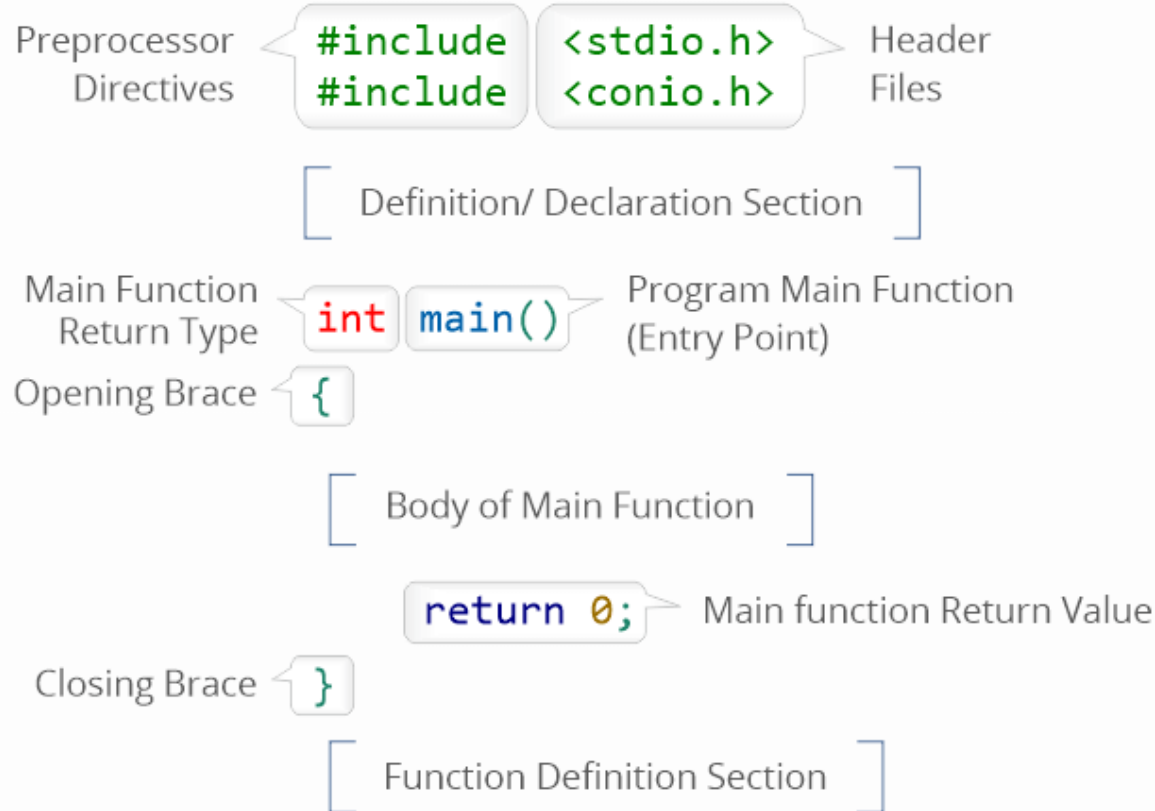 Preprocessor
Directives
#include <stdio.h>
#include <conio.h>
Header
Files
Definition/ Declaration Section
Main Function
Return Type
int main()
Program Main Function
(Entry Point)
Opening Brace {
Body of Main Function
return 0; Main function Return Value
Closing Brace }
Function Definition Section